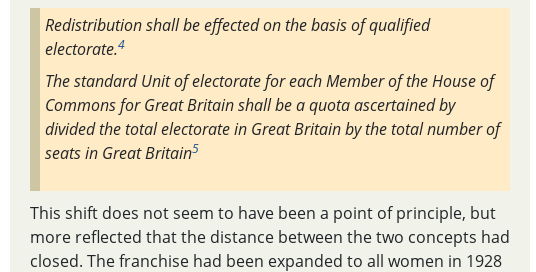 Redistribution shall be effected on the basis of qualified
electorate.4
The standard Unit of electorate for each Member of the House of
Commons for Great Britain shall be a quota ascertained by
divided the total electorate in Great Britain by the total number of
seats in Great Britain5
This shift does not seem to have been a point of principle, but
more reflected that the distance between the two concepts had
closed. The franchise had been expanded to all women in 1928